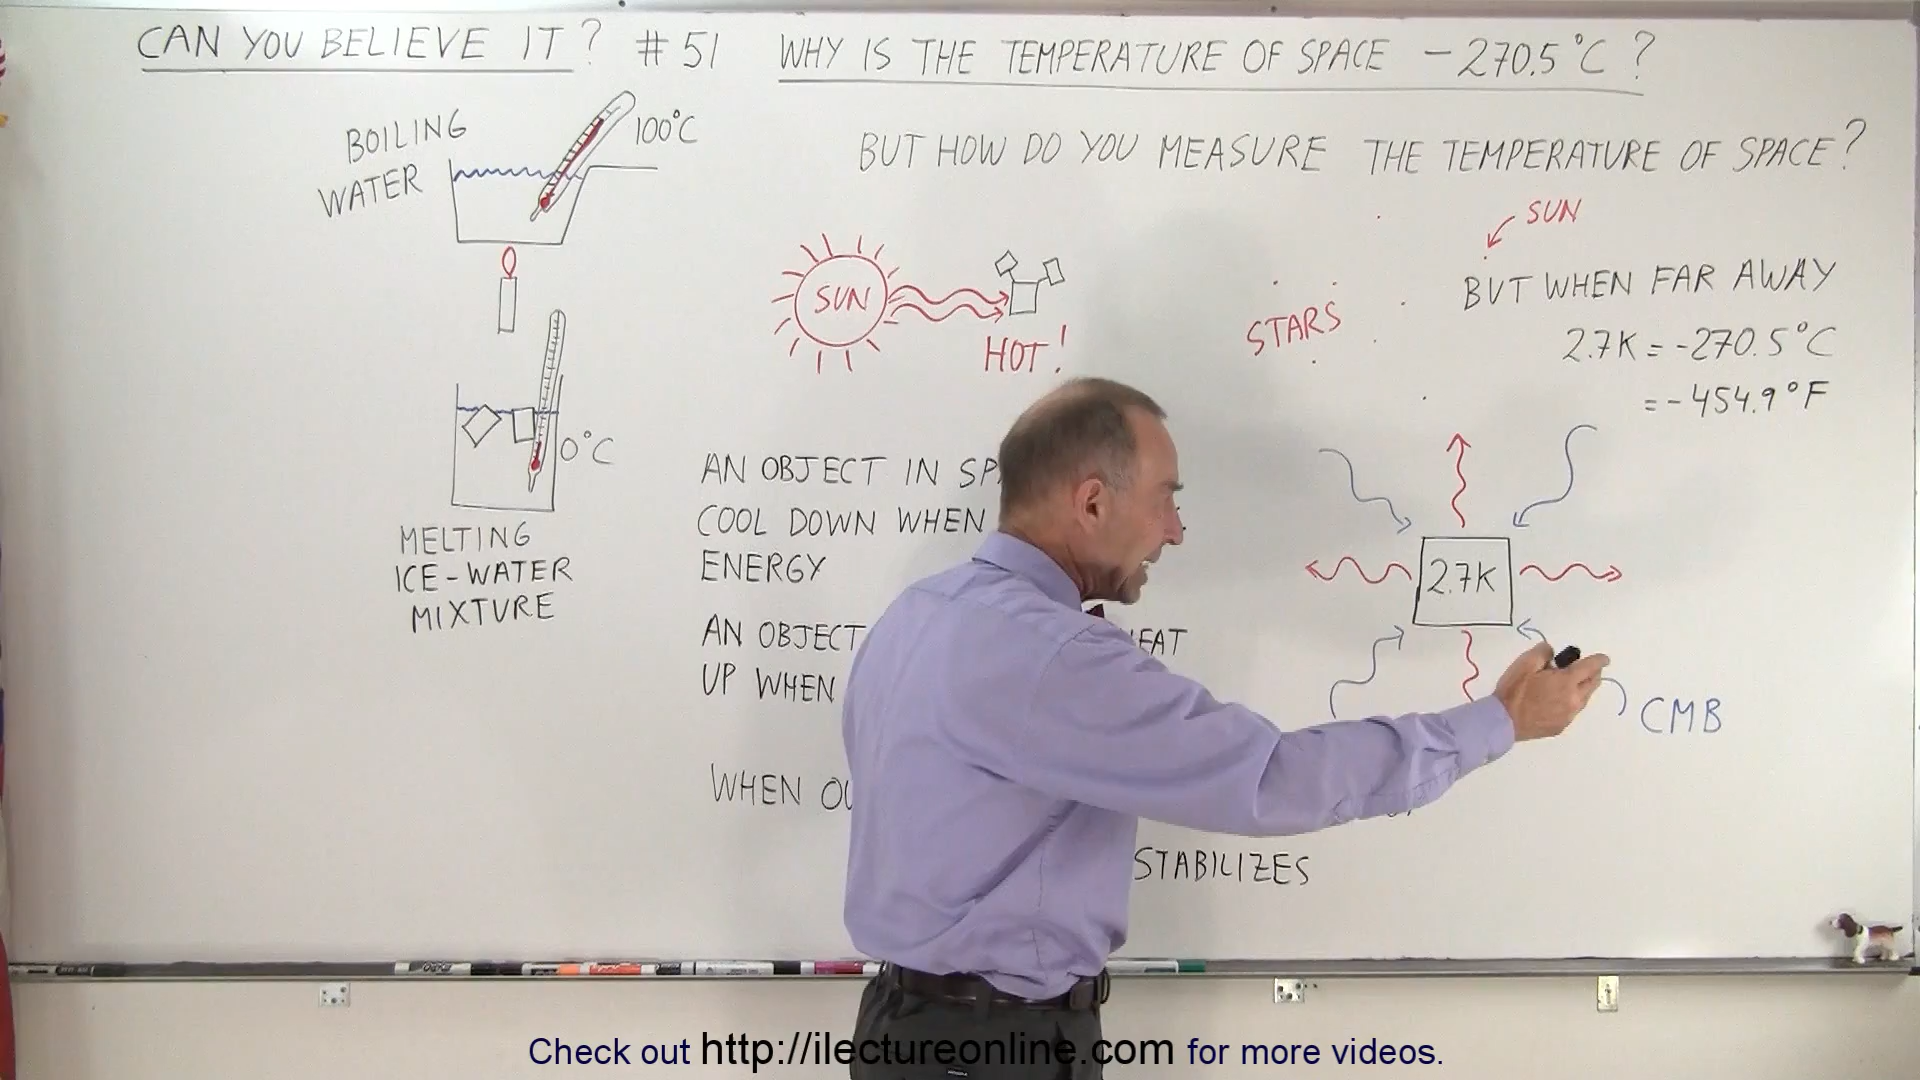 CAN YOU BELIEVE IT? # 51 WHY IS THE TEMPERATURE OF SPACE -270.5°C?
BUT HOW DO YOU MEASURE THE TEMPERATURE OF SPACE?
BOILING
WATER
100°C
0°C
MELTING
ICE-WATER
MIXTURE
SUN
HOT!
STARS
SUN
BUT WHEN FAR AWAY
2.7K = -270.5°C
= -454.9°F
AN OBJECT IN
COOL DOWN WHEN
ENERGY
AN OBJECT
UP WHEN
WHEN
STABILIZES
2.7K
CMB
Check out http://ilectureonline.com for more videos.